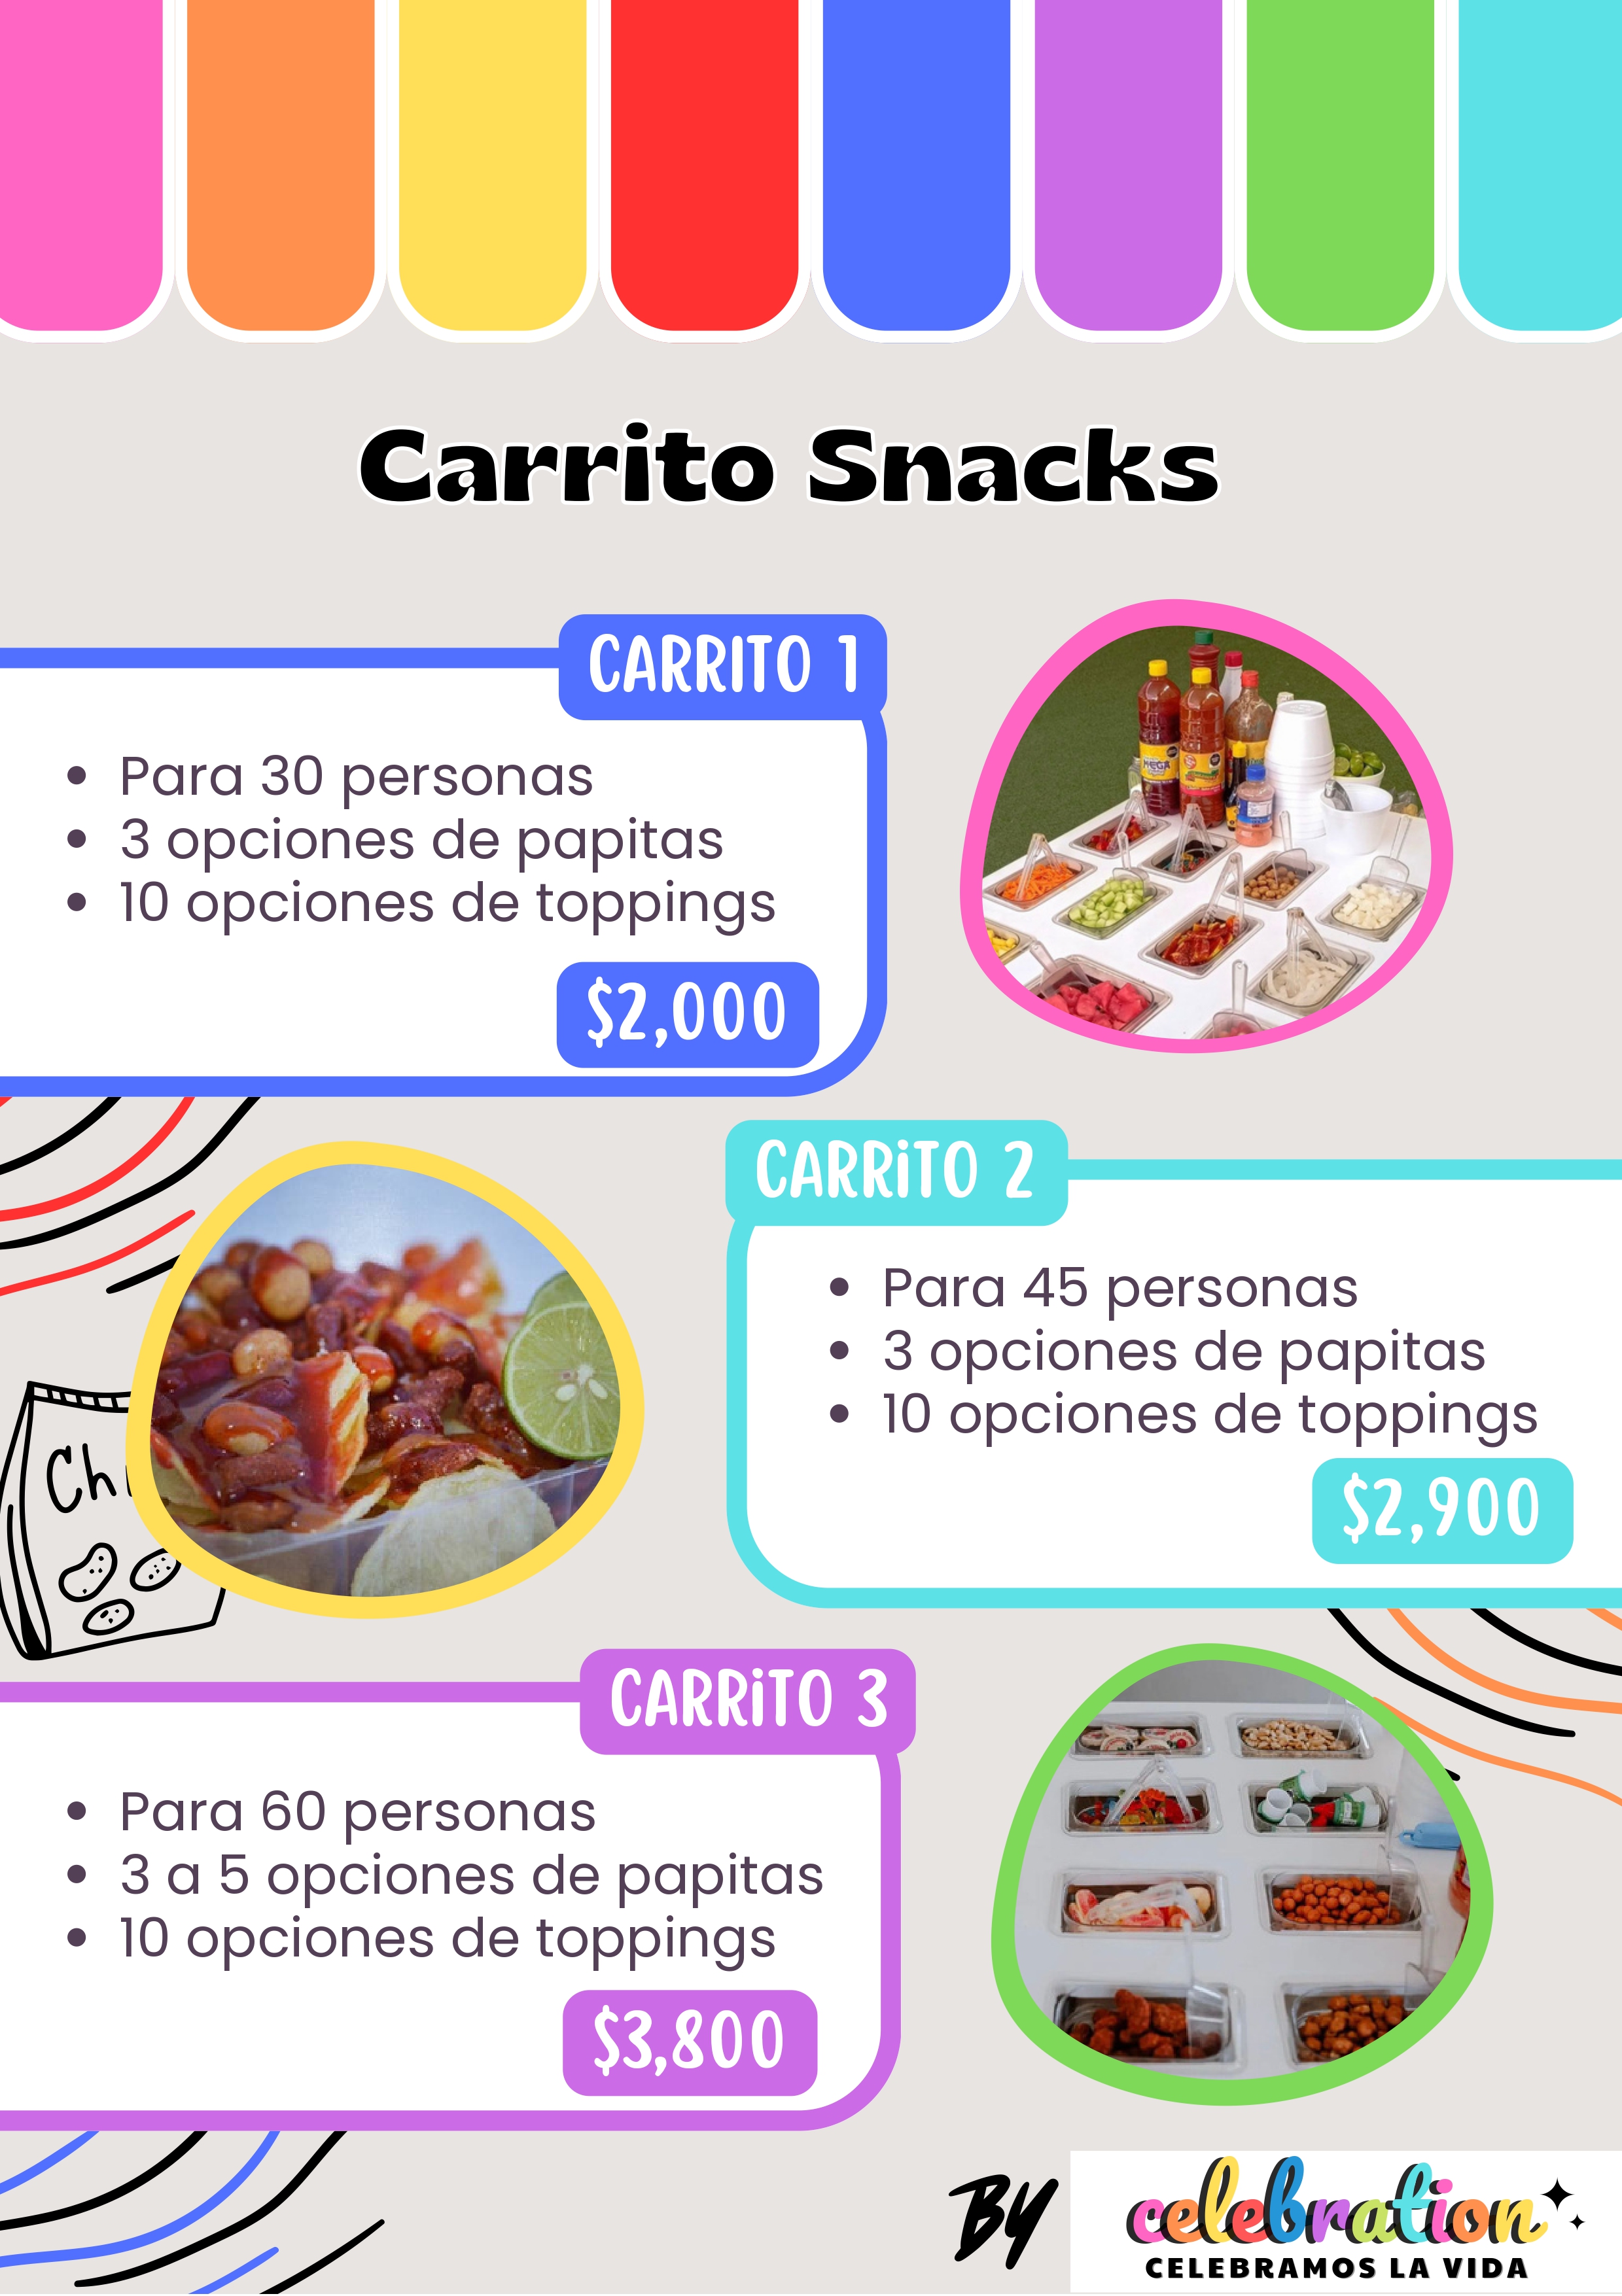 Carrito Snacks
CARRITO 1
• Para 30 personas
• 3 opciones de papitas
• 10 opciones de toppings
$2,000
CARRiTO 2
• Para 45 personas
• 3 opciones de papitas
• 10 opciones de toppings
$2,900
Ch
CARRiTO 3
• Para 60 personas
• 3 a 5 opciones de papitas
• 10 opciones de toppings
$3,800
BY
celebration
CELEBRAMOS LA VIDA